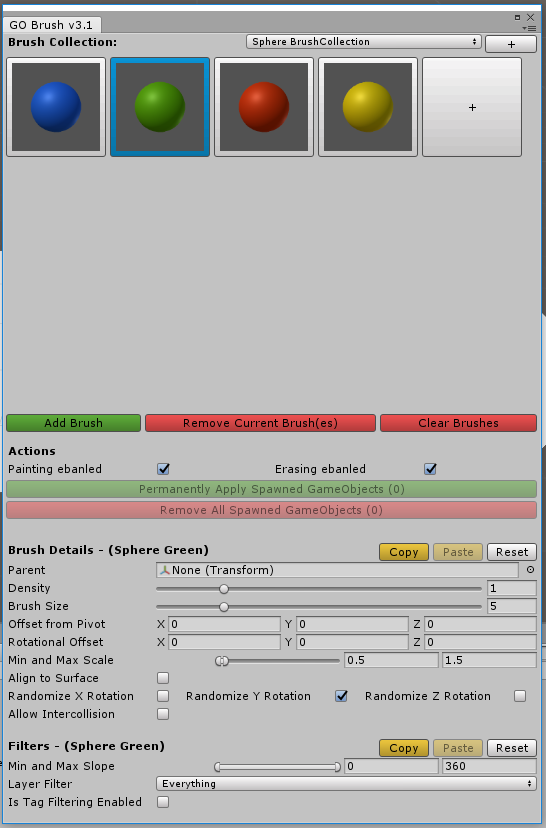 GO Brush v3.1
Brush Collection: Sphere BrushCollection +
+
Add Brush Remove Current Brush(es) Clear Brushes
Actions
Painting ebanled Erasing ebanled
Permanently Apply Spawned GameObjects (0)
Remove All Spawned GameObjects (0)
Brush Details - (Sphere Green) Copy Paste Reset
Parent None (Transform)
Density 1
Brush Size 5
Offset from Pivot X 0 Y 0 Z 0
Rotational Offset X 0 Y 0 Z 0
Min and Max Scale 0.5 1.5
Align to Surface
Randomize X Rotation Randomize Y Rotation Randomize Z Rotation
Allow Intercollision
Filters - (Sphere Green) Copy Paste Reset
Min and Max Slope 0 360
Layer Filter Everything
Is Tag Filtering Enabled